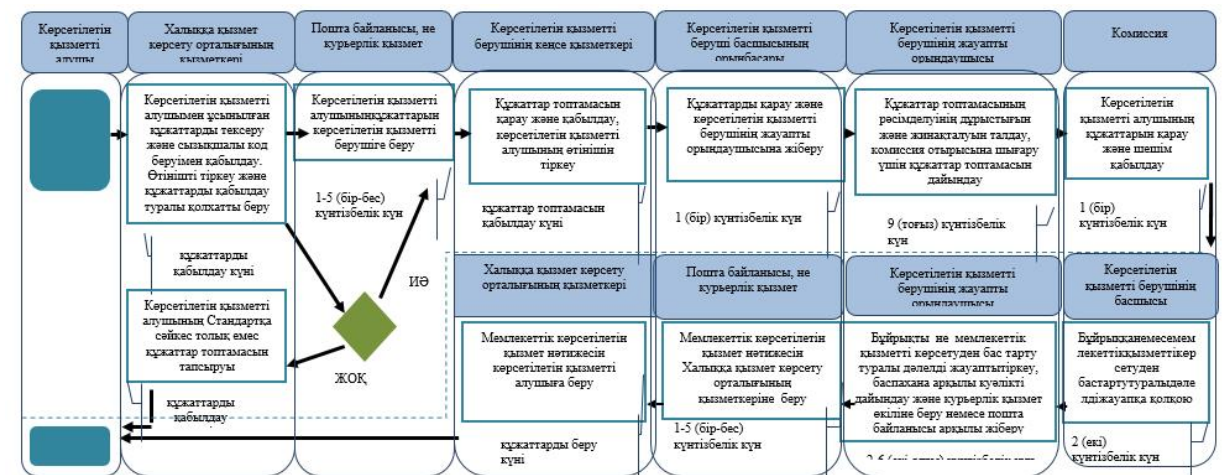 Көрсетілетін
қызметті
алушы
Халыққа қызмет
көрсету орталығының
қызметкері
Пошта байланысы, не
курьерлік қызмет
Көрсетілетін қызметті
берушінің кеңсе қызметкері
Көрсетілетін қызметті
беруші басшысының
орынбасары
Көрсетілетін қызметті
берушінің жауапты
орындаушысы
Комиссия
Көрсетілетін қызметті
алушымен ұсынылған
құжаттарды тексеру
және сызықшалы код
беруімен қабылдау.
Өтінішті тіркеу және
құжаттарды қабылдау
туралы қолхатты беру
Көрсетілетін қызметті
алушыныңқұжаттарын
көрсетілетін қызметті
берушіге беру
Құжаттар топтамасын
қарау және қабылдау,
көрсетілетін қызметті
алушының өтінішін
тіркеу
Құжаттарды қарау және
көрсетілетін қызметті
берушінің жауапты
орындаушысына жіберу
Құжаттар топтамасының
рәсімделуінің дұрыстығын
және жинақталуын талдау,
комиссия отырысына шығару
үшін құжаттар топтамасын
дайындау
Көрсетілетін
қызметті алушының
құжаттарын қарау
және шешім
қабылдау
1-5 (бір-бес)
күнтізбелік күн
құжаттар топтамасын
қабылдау күні
1 (бір) күнтізбелік күн
9 (тоғыз) күнтізбелік
күн
1 (бір)
күнтізбелік күн
құжаттарды
қабылдау күні
ИӘ
ЖОҚ
Көрсетілетін қызметті
алушының Стандартқа
сәйкес толық емес
құжаттар топтамасын
тапсыруы
құжаттарды
қабылдау
Халыққа қызмет көрсету
орталығының қызметкері
Пошта байланысы, не
курьерлік қызмет
Көрсетілетін қызметті
берушінің жауапты
орындаушысы
Көрсетілетін
қызметті берушінің
басшысы
Мемлекеттік көрсетілетін
қызмет нәтижесін
көрсетілетін қызметті
алушыға беру
Мемлекеттік көрсетілетін
қызмет нәтижесін
Халыққа қызмет көрсету
орталығының
қызметкеріне беру
Бұйрықты не мемлекеттік
қызметті көрсетуден бас тарту
туралы дәлелді жауаптытіркеу,
баспахана арқылы куәлікті
дайындау және курьерлік қызмет
өкіліне беру немесе пошта
байланысы арқылы жіберу
Бұйрыққанемесемем
лекеттікқызметтікөр
сетуден
бастартутуралыдәле
лдіжауапқа қолқою
құжаттарды беру
күні
1-5 (бір-бес)
күнтізбелік күн
2 (екі)
күнтізбелік күн